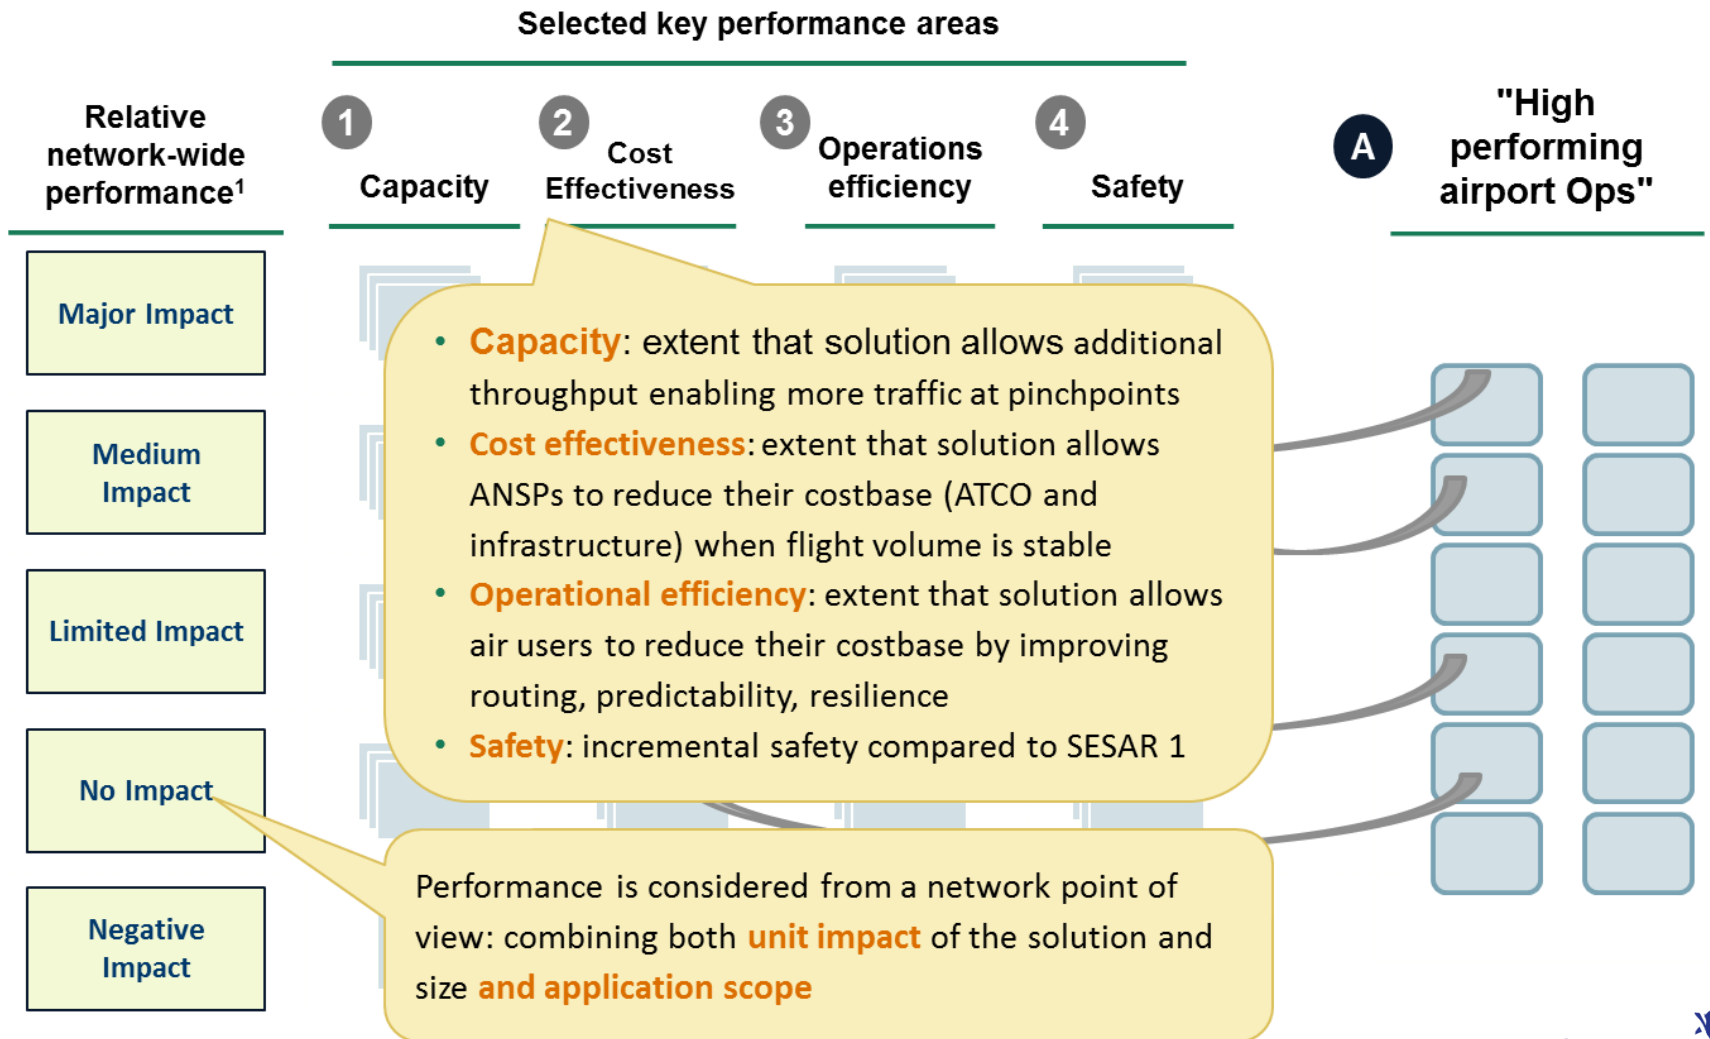 Selected key performance areas
Relative
network-wide
performance¹
1
Capacity
2
Cost
Effectiveness
3
Operations
efficiency
4
Safety
A
"High
performing
airport Ops"
Major Impact
Medium
Impact
Limited Impact
No Impact
Negative
Impact
• Capacity: extent that solution allows additional
throughput enabling more traffic at pinchpoints
• Cost effectiveness: extent that solution allows
ANSPs to reduce their costbase (ATCO and
infrastructure) when flight volume is stable
• Operational efficiency: extent that solution allows
air users to reduce their costbase by improving
routing, predictability, resilience
• Safety: incremental safety compared to SESAR 1
Performance is considered from a network point of
view: combining both unit impact of the solution and
size and application scope